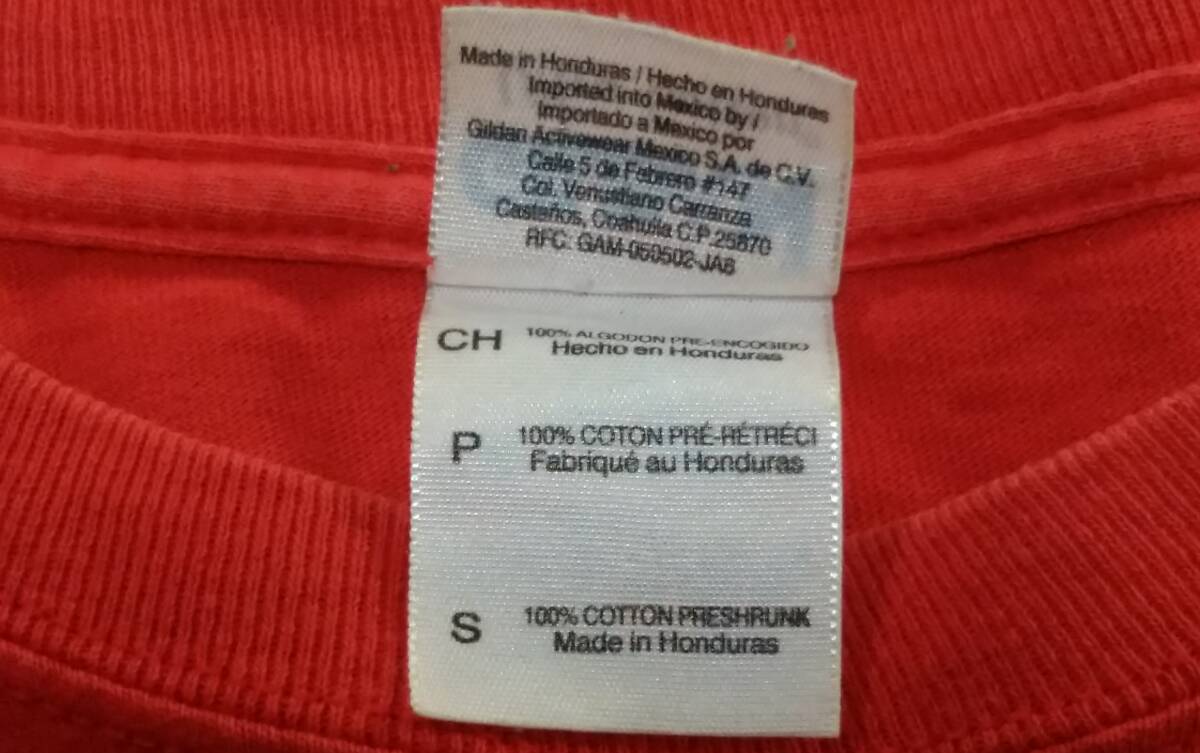 Made in Honduras / Hecho en Honduras
Imported into Mexico by /
Importado a Mexico por
Gildan Activewear Mexico S.A. de C.V.
Calle 5 de Febrero #147
Col. Venustiano Carranza
Castaños, Coahuila C.P.25870
RFC: GAM-050502-JA8
CH 100% ALGODON PRE-ENCOGIDO
Hecho en Honduras
P 100% COTON PRÉ-RÉTRÉCI
Fabriqué au Honduras
S 100% COTTON PRESHRUNK
Made in Honduras